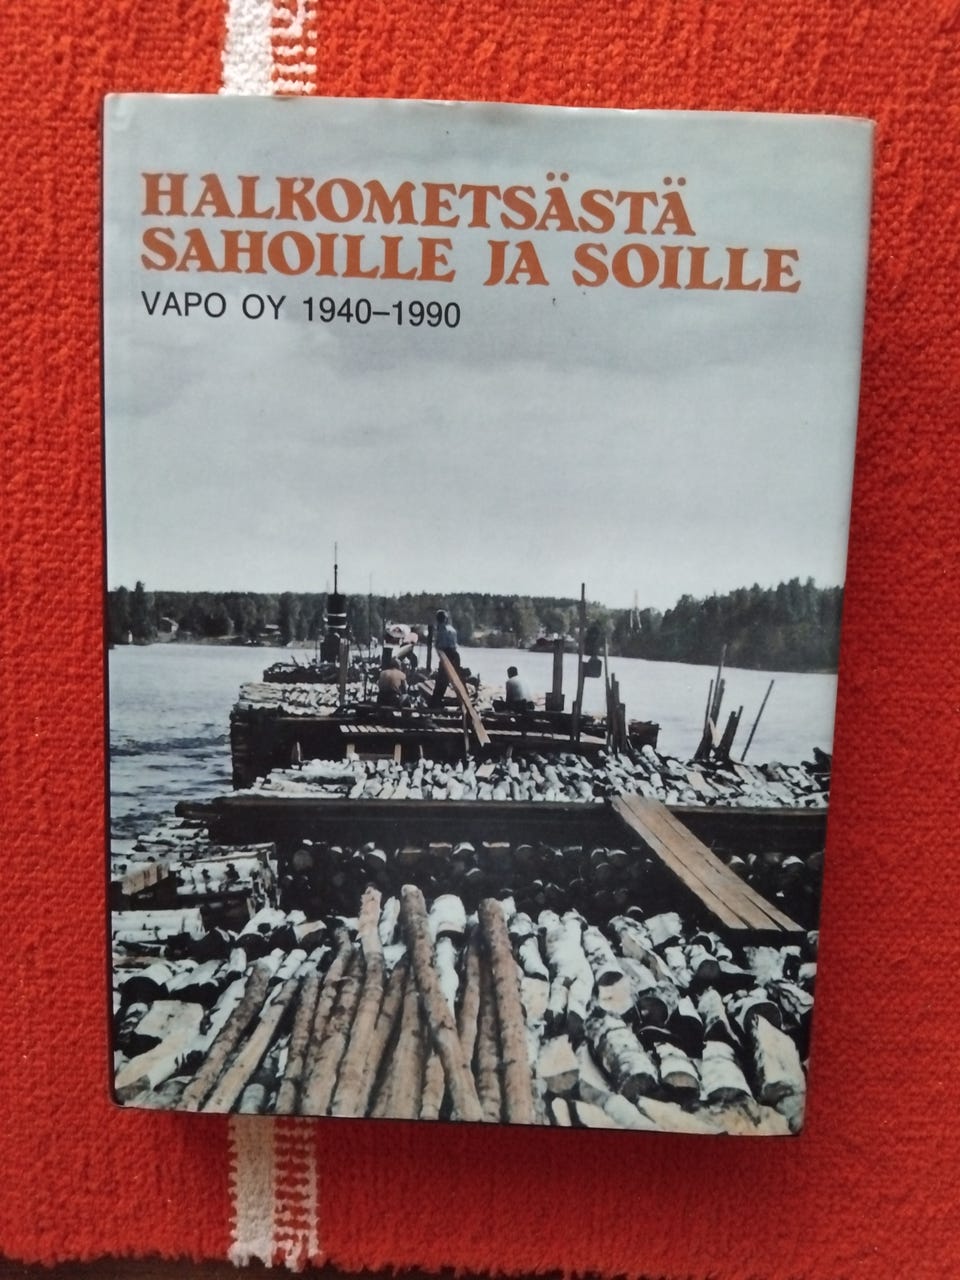 HALKOMETSÄSTÄ
SAHOILLE JA SOILLE
VAPO OY 1940–1990